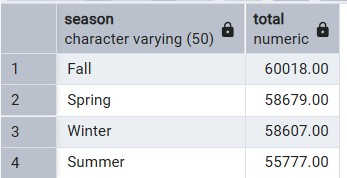 season total
character varying (50) numeric
1 Fall 60018.00
2 Spring 58679.00
3 Winter 58607.00
4 Summer 55777.00